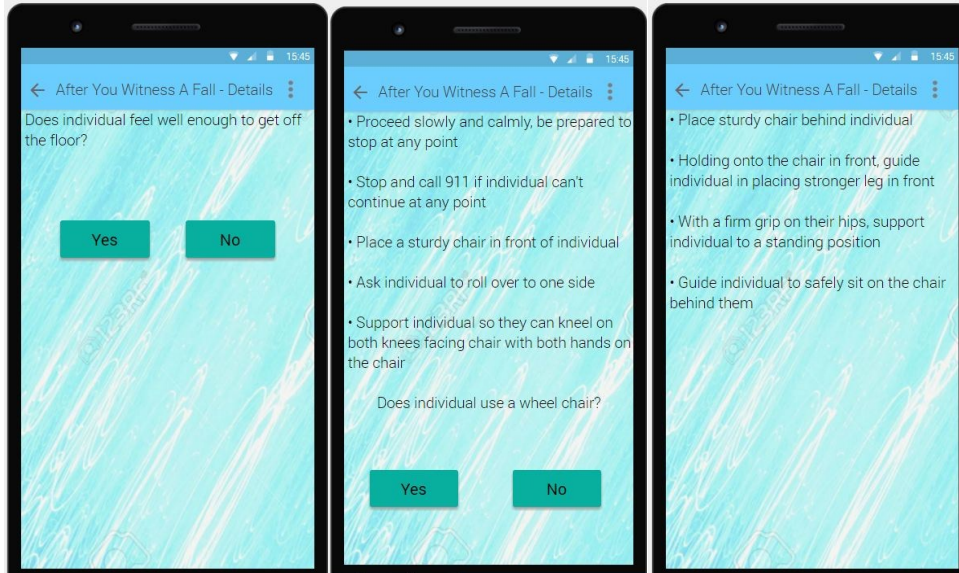 15:45
After You Witness A Fall - Details
Does individual feel well enough to get off
the floor?
Yes
No
15:45
After You Witness A Fall - Details
• Proceed slowly and calmly, be prepared to
stop at any point
• Stop and call 911 if individual can't
continue at any point
• Place a sturdy chair in front of individual
• Ask individual to roll over to one side
• Support individual so they can kneel on
both knees facing chair with both hands on
the chair
Does individual use a wheel chair?
Yes
No
15:45
After You Witness A Fall - Details
• Place sturdy chair behind individual
• Holding onto the chair in front, guide
individual in placing stronger leg in front
• With a firm grip on their hips, support
individual to a standing position
• Guide individual to safely sit on the chair
behind them
123RF
123RF
123RF